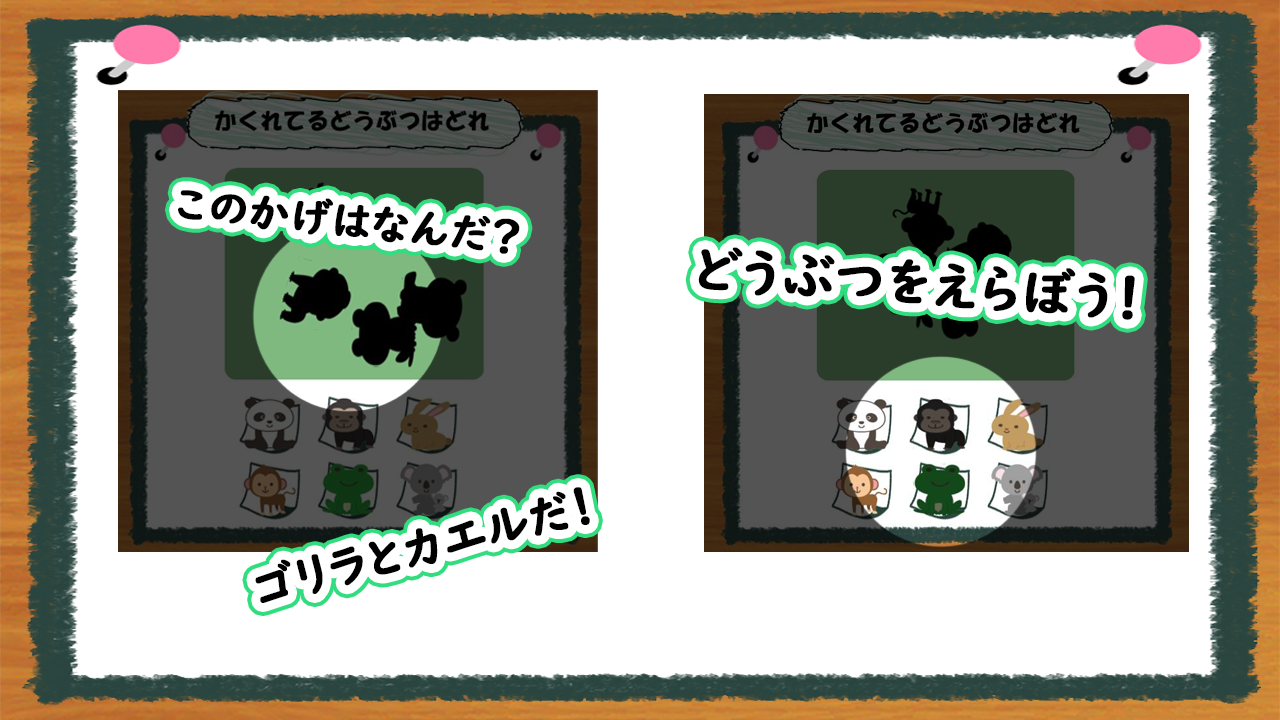 かくれてるどうぶつはどれ
このかげはなんだ？
ゴリラとカエルだ！
かくれてるどうぶつはどれ
どうぶつをえらぼう！